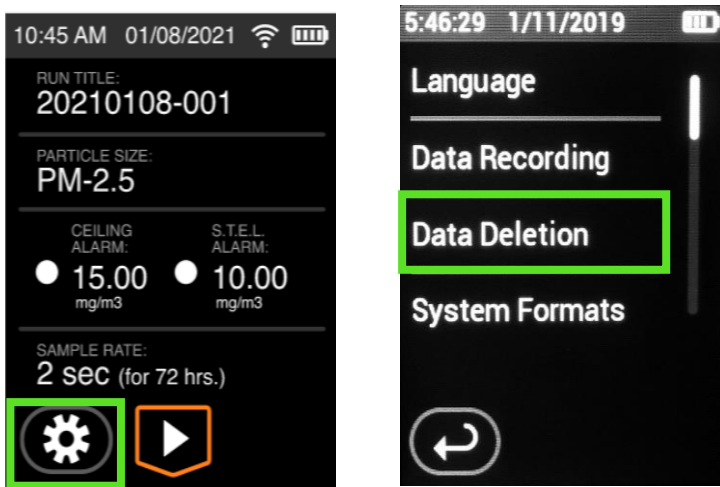 10:45 AM 01/08/2021
RUN TITLE:
20210108-001
PARTICLE SIZE:
PM-2.5
CEILING
ALARM:
15.00
mg/m3
S.T.E.L.
ALARM:
10.00
mg/m3
SAMPLE RATE:
2 sec (for 72 hrs.)
5:46:29 1/11/2019
Language
Data Recording
Data Deletion
System Formats